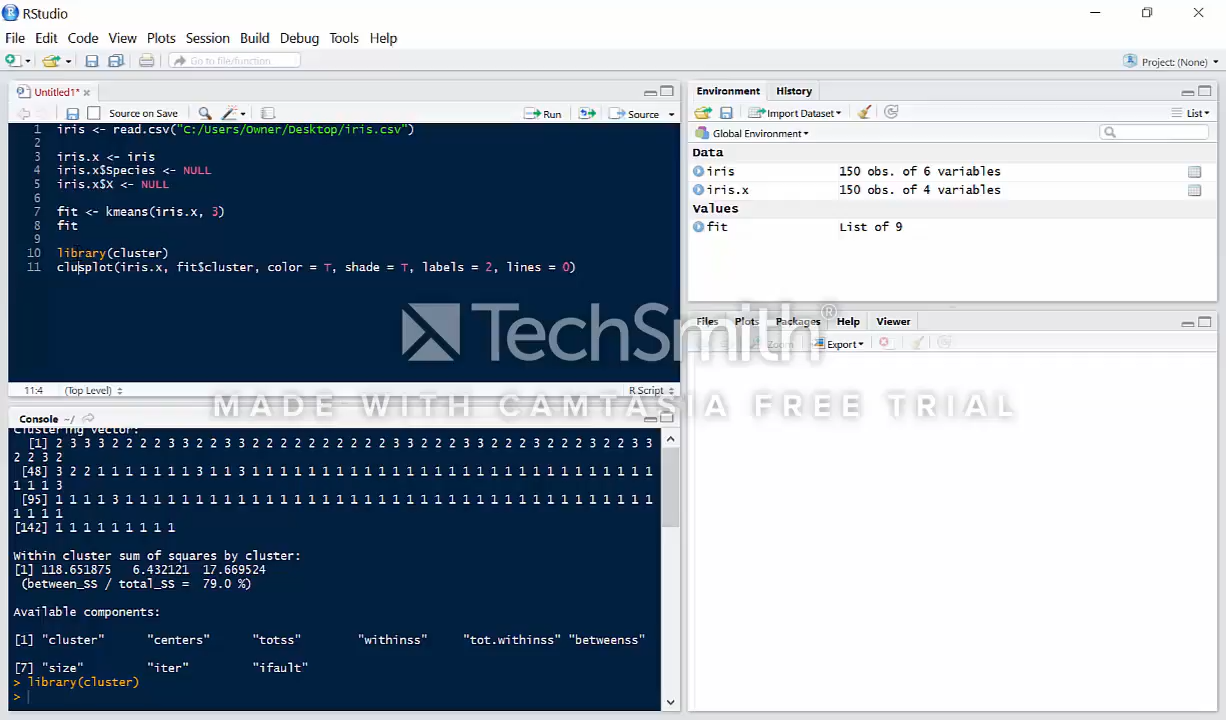 RStudio
File Edit Code View Plots Session Build Debug Tools Help
Go to file/function
Project: (None)
Untitled1*
Source on Save
Run
Source
1 iris <- read.csv("C:/Users/Owner/Desktop/iris.csv")
2
3 iris.x <- iris
4 iris.x$Species <- NULL
5 iris.x$X <- NULL
6
7 fit <- kmeans(iris.x, 3)
8 fit
9
10 library(cluster)
11 clusplot(iris.x, fit$cluster, color = T, shade = T, labels = 2, lines = 0)
11:4 (Top Level) R Script
Console ~/
Clustering vector:
[1] 2 3 3 3 2 2 2 2 3 3 2 2 3 3 2 2 2 2 2 2 2 2 2 2 2 3 3 2 2 2 3 3 2 2 2 3 2 2 3 2 2 3 3
2 2 3 2
[48] 3 2 2 1 1 1 1 1 1 1 3 1 1 3 1 1 1 1 1 1 1 1 1 1 1 1 1 1 1 1 1 1 1 1 1 1 1 1 1 1 1 1
1 1 1 3
[95] 1 1 1 1 3 1 1 1 1 1 1 1 1 1 1 1 1 1 1 1 1 1 1 1 1 1 1 1 1 1 1 1 1 1 1 1 1 1 1 1 1 1 1
1 1 1 1
[142] 1 1 1 1 1 1 1 1 1
Within cluster sum of squares by cluster:
[1] 118.651875 6.432121 17.669524
(between_SS / total_SS = 79.0 %)
Available components:
[1] "cluster" "centers" "totss" "withinss" "tot.withinss" "betweenss"
[7] "size" "iter" "ifault"
> library(cluster)
>
Environment History
Import Dataset
List
Global Environment
Data
iris 150 obs. of 6 variables
iris.x 150 obs. of 4 variables
Values
fit List of 9
Files Plots Packages Help Viewer
Zoom Export
TechSmith®
MADE WITH CAMTASIA FREE TRIAL